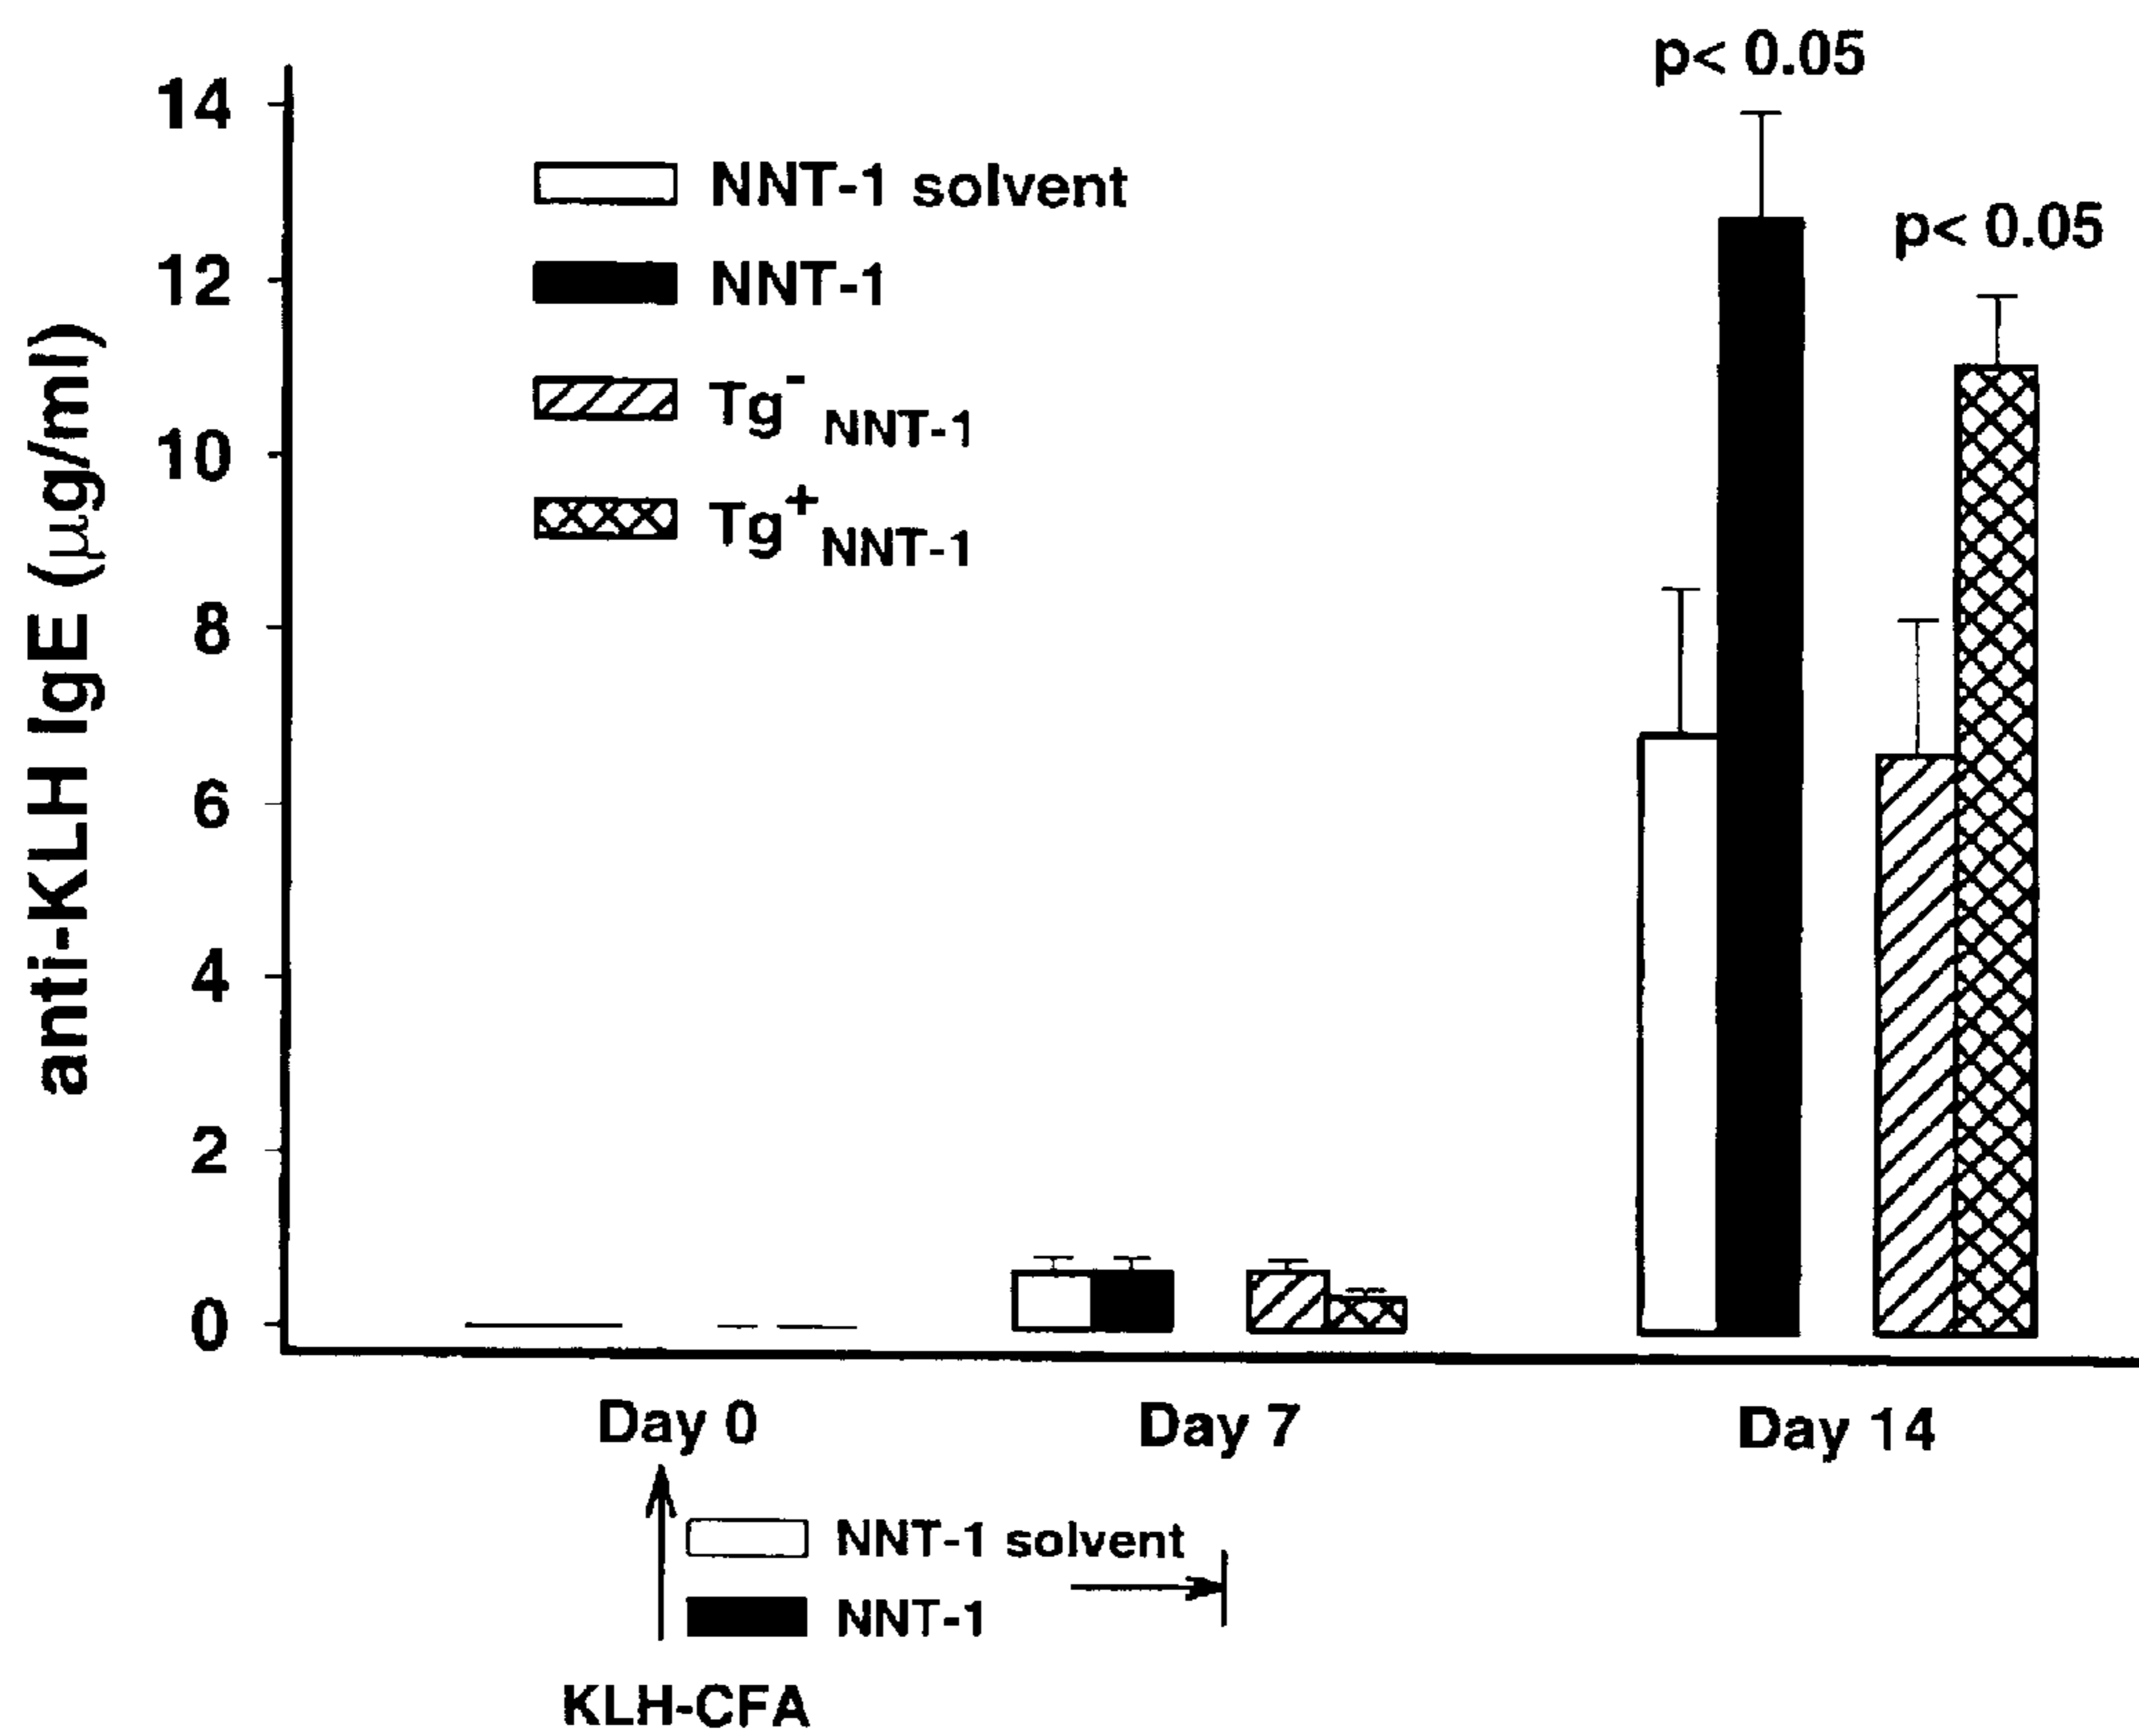 p< 0.05
14
NNT-1 solvent
p< 0.05
12
NNT-1
Tg⁻ NNT-1
10
Tg⁺ NNT-1
8
6
4
2
0
anti-KLH IgE (μg/ml)
Day 0 Day 7 Day 14
NNT-1 solvent
NNT-1
KLH-CFA